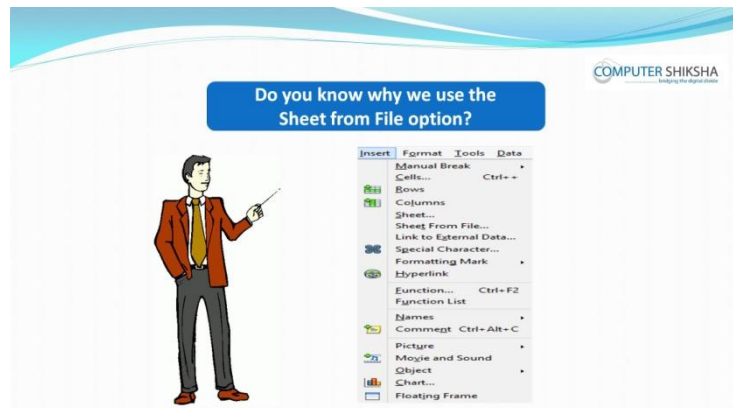 COMPUTER SHIKSHA
bridging the digital divide
Do you know why we use the
Sheet from File option?
Insert Format Tools Data
Manual Break
Cells... Ctrl++
Rows
Columns
Sheet...
Sheet From File...
Link to External Data...
Special Character...
Formatting Mark
Hyperlink
Function... Ctrl+F2
Function List
Names
Comment Ctrl+Alt+C
Picture
Movie and Sound
Object
Chart...
Floating Frame